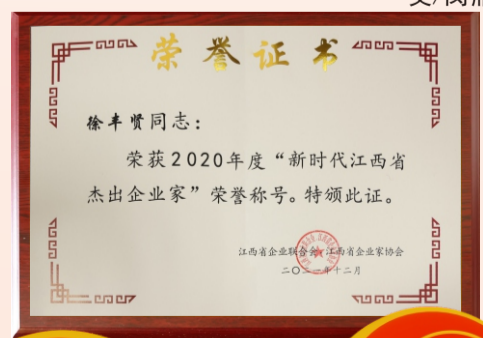 荣誉证书
徐丰贤同志：
荣获2020年度“新时代江西省
杰出企业家”荣誉称号。特颁此证。
江西省企业联合会 江西省企业家协会
二〇二一年十二月